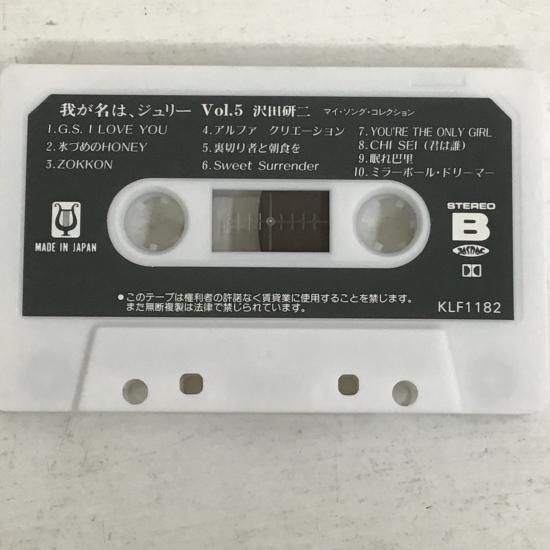 我が名は、ジュリー Vol.5 沢田研二 マイ・ソング・コレクション
1.G.S. I LOVE YOU
2.氷づめのHONEY
3.ZOKKON
4.アルファ クリエーション
5.裏切り者と朝食を
6.Sweet Surrender
7.YOU'RE THE ONLY GIRL
8.CHI SEI (君は誰)
9.眠れ巴里
10.ミラーボール・ドリーマー
MADE IN JAPAN
STEREO
B
JASRAC
●このテープは権利者の許諾なく賃貸業に使用することを禁じます。
また無断複製は法律で禁じられています。
KLF1182